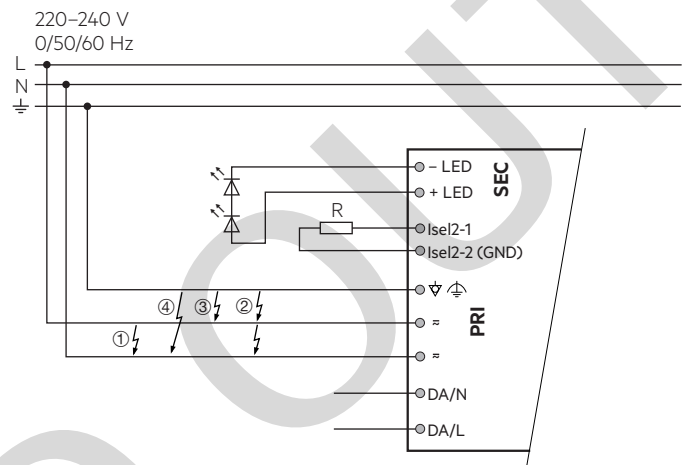 220–240 V
0/50/60 Hz
L
N
– LED
+ LED
SEC
R
Isel2-1
Isel2-2 (GND)
④ ③ ②
①
PRI
≈
≈
DA/N
DA/L
OUT